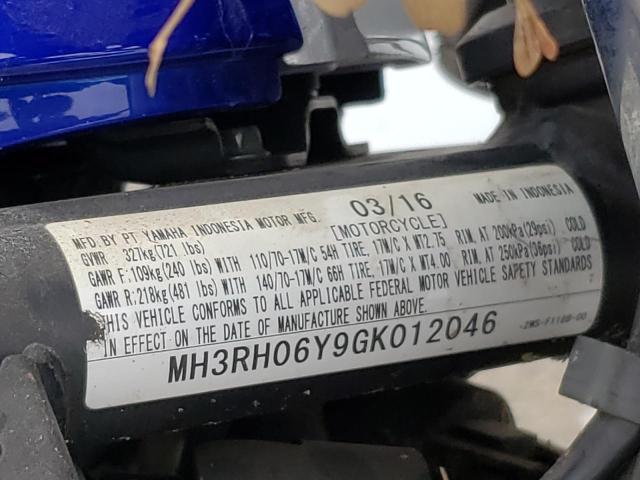 MFD. BY PT. YAMAHA INDONESIA MOTOR MFG. 03/16 MADE IN INDONESIA
GVWR 327kg(721 lbs) [MOTORCYCLE]
GAWR F:109kg(240 lbs) WITH 110/70-17M/C 54H TIRE, 17M/C X MT2.75 RIM, AT 200kPa(29psi) COLD
GAWR R:218kg(481 lbs) WITH 140/70-17M/C 66H TIRE, 17M/C X MT4.00 RIM, AT 250kPa(36psi) COLD
THIS VEHICLE CONFORMS TO ALL APPLICABLE FEDERAL MOTOR VEHICLE SAFETY STANDARDS
IN EFFECT ON THE DATE OF MANUFACTURE SHOWN ABOVE.
MH3RH06Y9GK012046